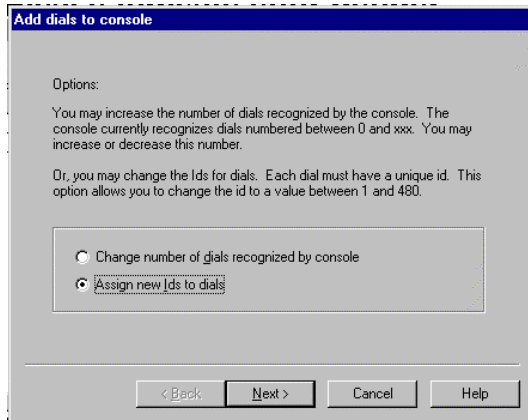 Add dials to console
Options:
You may increase the number of dials recognized by the console. The
console currently recognizes dials numbered between 0 and xxx. You may
increase or decrease this number.
Or, you may change the Ids for dials. Each dial must have a unique id. This
option allows you to change the id to a value between 1 and 480.
Change number of dials recognized by console
Assign new Ids to dials
< Back Next > Cancel Help